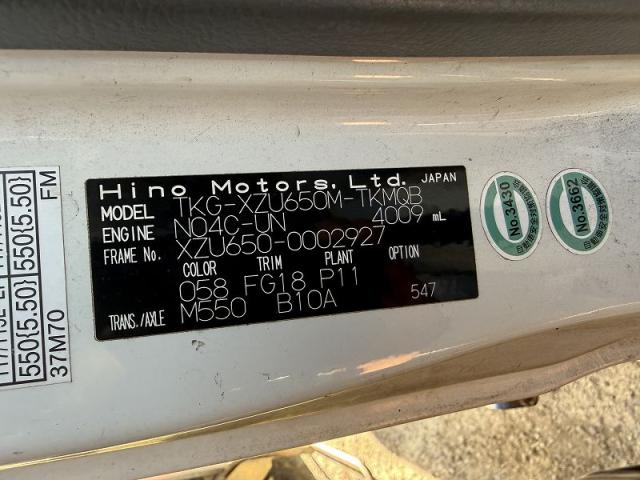 Hino Motors, Ltd. JAPAN
MODEL TKG-XZU650M-TKMQB
ENGINE N04C-UN 4009 mL
FRAME No. XZU650-0002927
COLOR TRIM PLANT OPTION
058 FG18 P11
TRANS./AXLE M550 B10A 547
550{5.50} 550{5.50}
37M70 FM
No.3430
No.3662